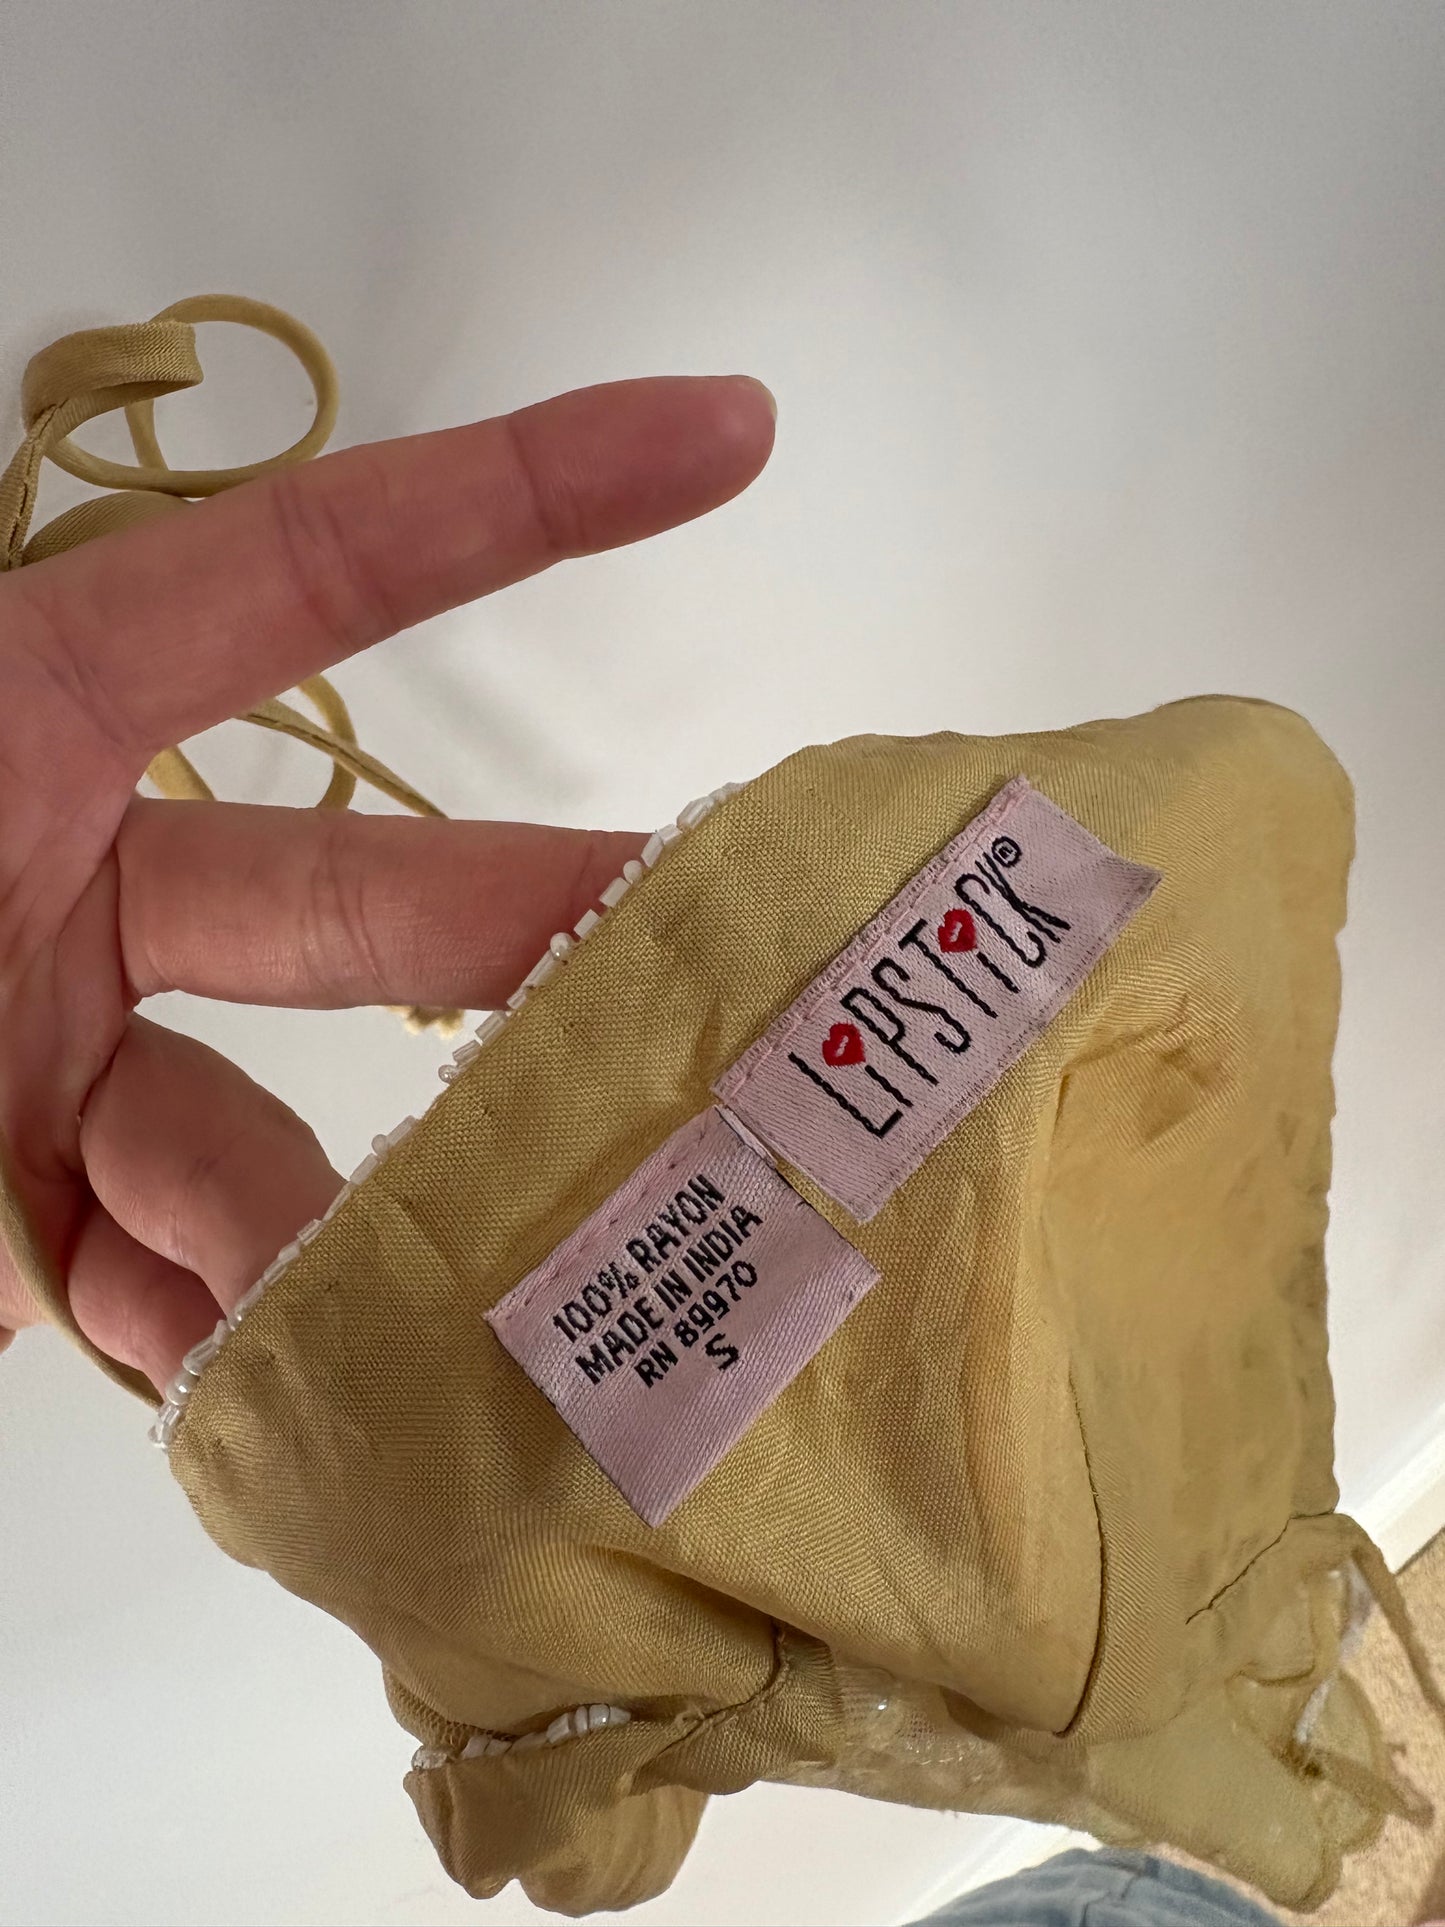 LIPSTICK®
100% RAYON
MADE IN INDIA
RN 89970
S